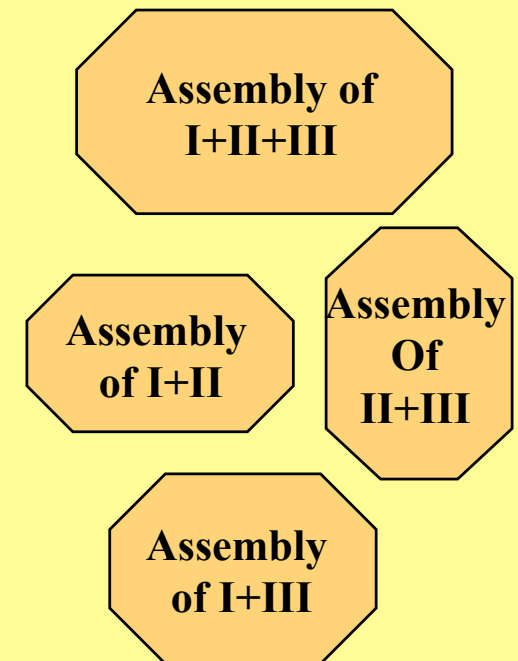 Assembly of
I+II+III
Assembly
of I+II
Assembly
Of
II+III
Assembly
of I+III